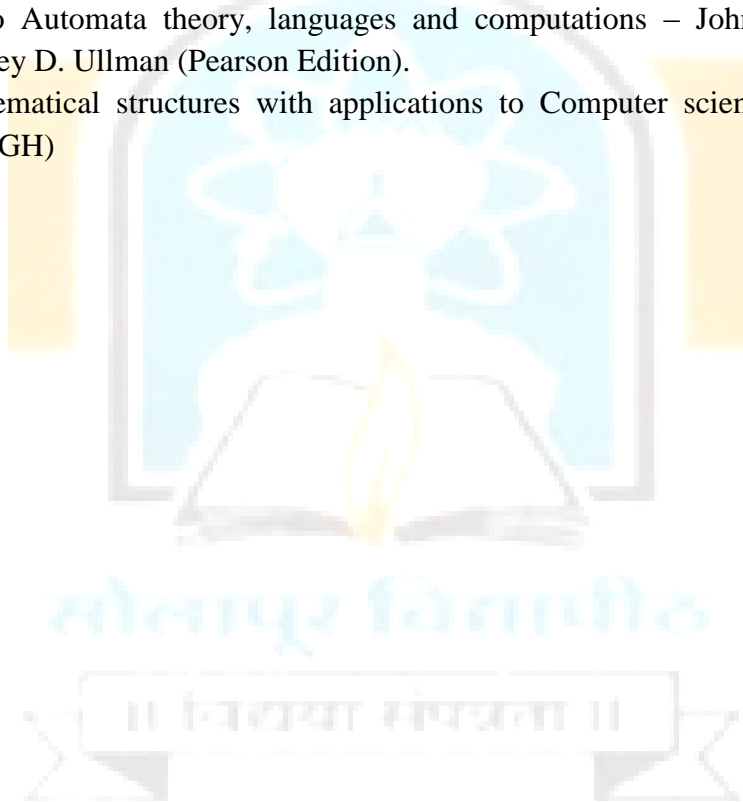 Automata theory, languages and computations – John
ey D. Ullman (Pearson Edition).
ematical structures with applications to Computer scien
GH)
सोलापूर विद्यापीठ
॥ विद्यया संपन्नता ॥